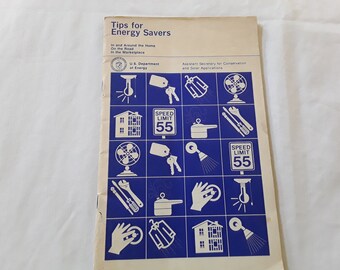 Tips for
Energy Savers
In and Around the Home
On the Road
In the Marketplace
U.S. Department
of Energy
Assistant Secretary for Conservation
and Solar Applications
SPEED
LIMIT
55
SPEED
LIMIT
55